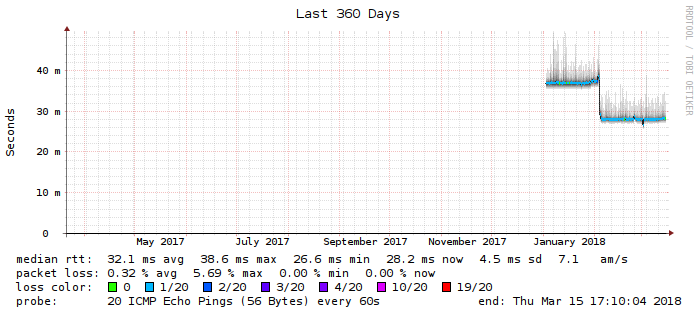 Last 360 Days
RRDTOOL / TOBI OETIKER
Seconds
40 m
30 m
20 m
10 m
0
May 2017 July 2017 September 2017 November 2017 January 2018
median rtt: 32.1 ms avg 38.6 ms max 26.6 ms min 28.2 ms now 4.5 ms sd 7.1 am/s
packet loss: 0.32 % avg 5.69 % max 0.00 % min 0.00 % now
loss color: 0 1/20 2/20 3/20 4/20 10/20 19/20
probe: 20 ICMP Echo Pings (56 Bytes) every 60s end: Thu Mar 15 17:10:04 2018